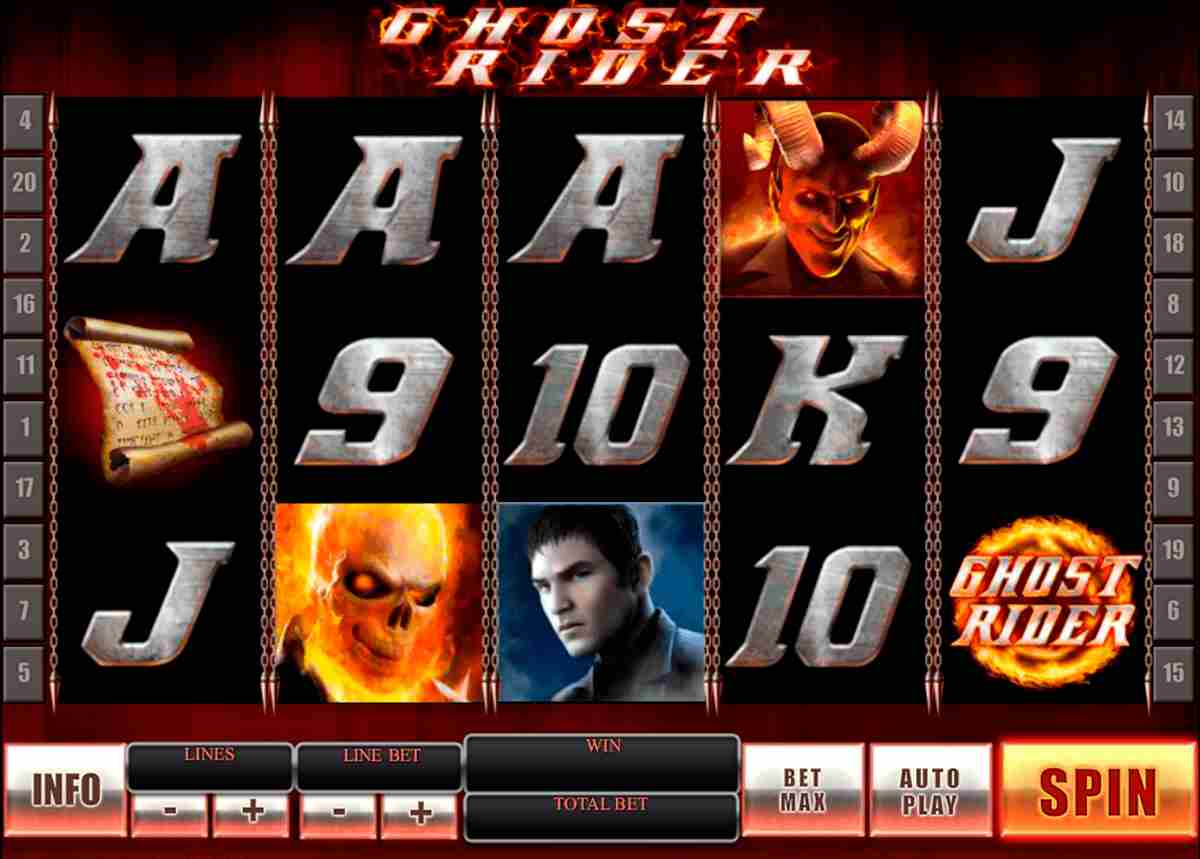 GHOST
RIDER
4
14
A A A J
20
10
2
18
16
8
11
12
9 10 K 9
1
13
17
9
3
19
J 10
GHOST
RIDER
7
6
5
15
INFO
LINES
- +
LINE BET
- +
WIN
TOTAL BET
BET
MAX
AUTO
PLAY
SPIN